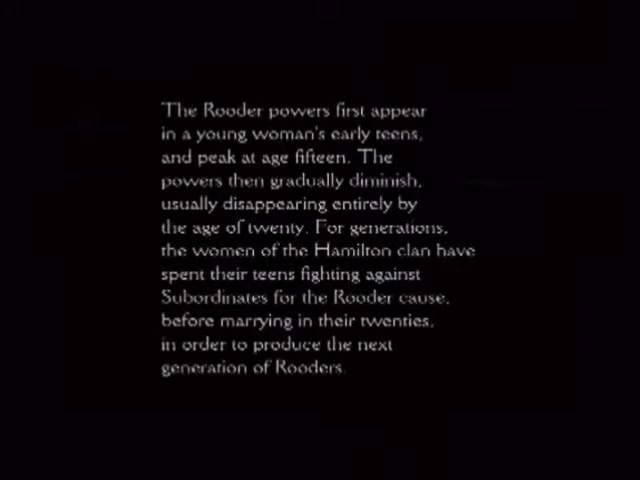 The Rooder powers first appear
in a young woman's early teens,
and peak at age fifteen. The
powers then gradually diminish,
usually disappearing entirely by
the age of twenty. For generations,
the women of the Hamilton clan have
spent their teens fighting against
Subordinates for the Rooder cause,
before marrying in their twenties,
in order to produce the next
generation of Rooders.